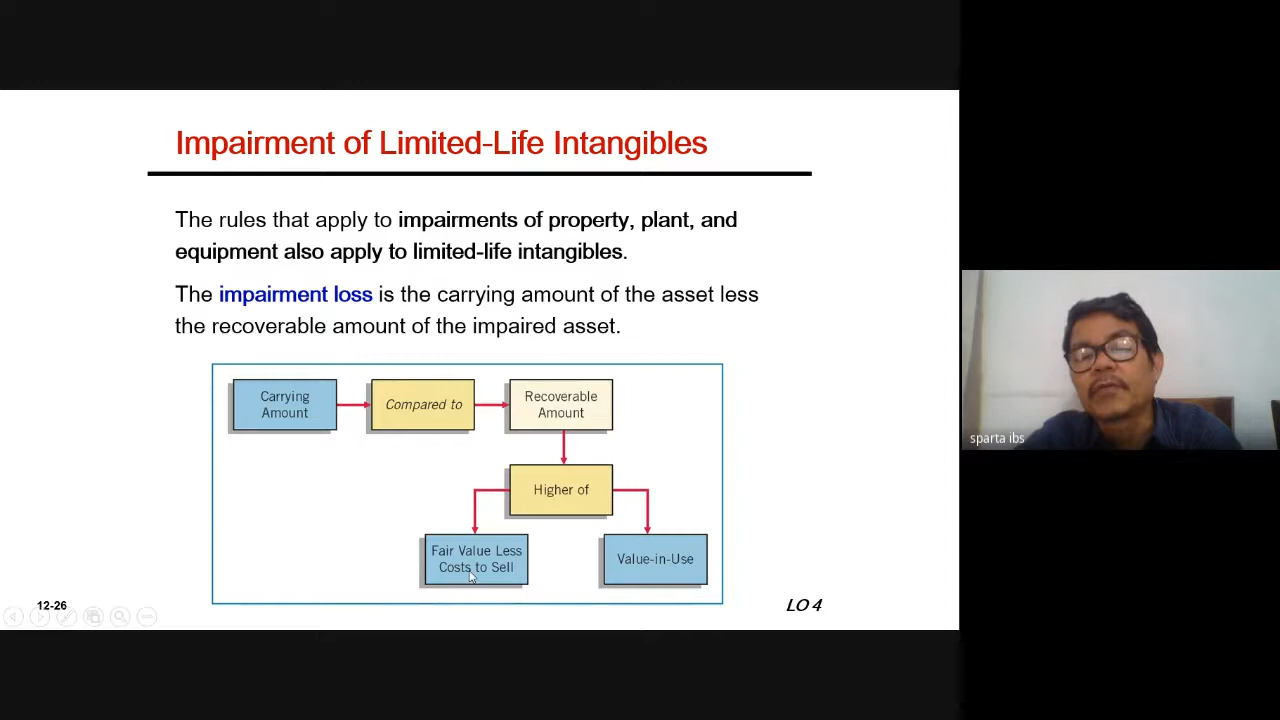 Impairment of Limited-Life Intangibles
The rules that apply to impairments of property, plant, and
equipment also apply to limited-life intangibles.
The impairment loss is the carrying amount of the asset less
the recoverable amount of the impaired asset.
Carrying
Amount
Compared to
Recoverable
Amount
Higher of
Fair Value Less
Costs to Sell
Value-in-Use
12-26
LO 4
sparta ibs